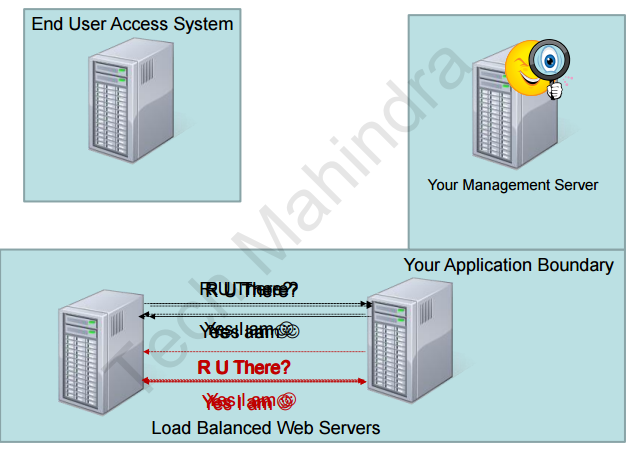 End User Access System
Your Management Server
Your Application Boundary
R U There?
Yes I am ☺
R U There?
Yes I am ☺
Load Balanced Web Servers
Tech Mahindra